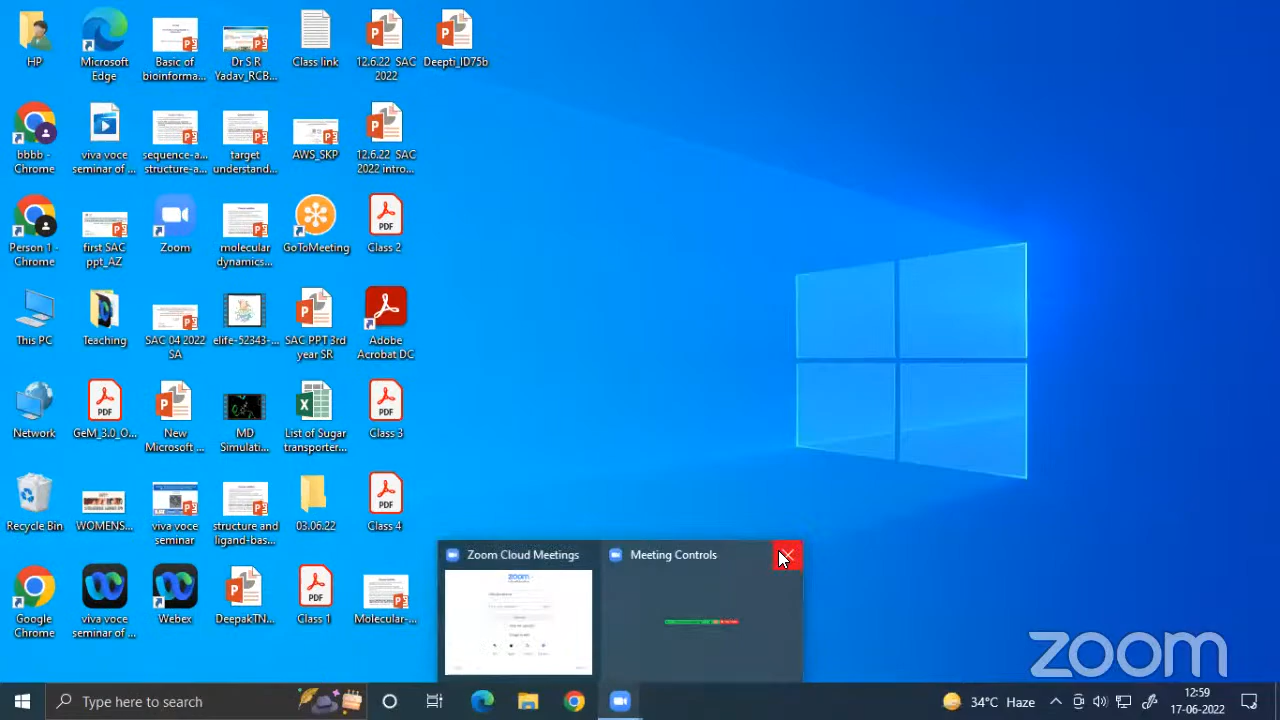 HP
Microsoft
Edge
Basic of
bioinforma...
Dr S R
Yadav_RCB...
Class link
12.6.22 SAC
2022
Deepti_ID75b
bbbb -
Chrome
viva voce
seminar of ...
sequence-a...
structure-a...
target
understand...
AWS_SKP
12.6.22 SAC
2022 intro...
Person 1 -
Chrome
first SAC
ppt_AZ
Zoom
molecular
dynamics...
GoToMeeting
Class 2
This PC
Teaching
SAC 04 2022
SA
elife-52343-...
SAC PPT 3rd
year SR
Adobe
Acrobat DC
Network
GeM_3.0_O...
New
Microsoft ...
MD
Simulati...
List of Sugar
transporter...
Class 3
Recycle Bin
WOMENS...
viva voce
seminar
structure and
ligand-bas...
03.06.22
Class 4
Google
Chrome
viva voce
seminar of ...
Webex
Class 1
Molecular-...
Zoom Cloud Meetings
Meeting Controls
zoom
zoom
Type here to search
34°C Haze
12:59
17-06-2022